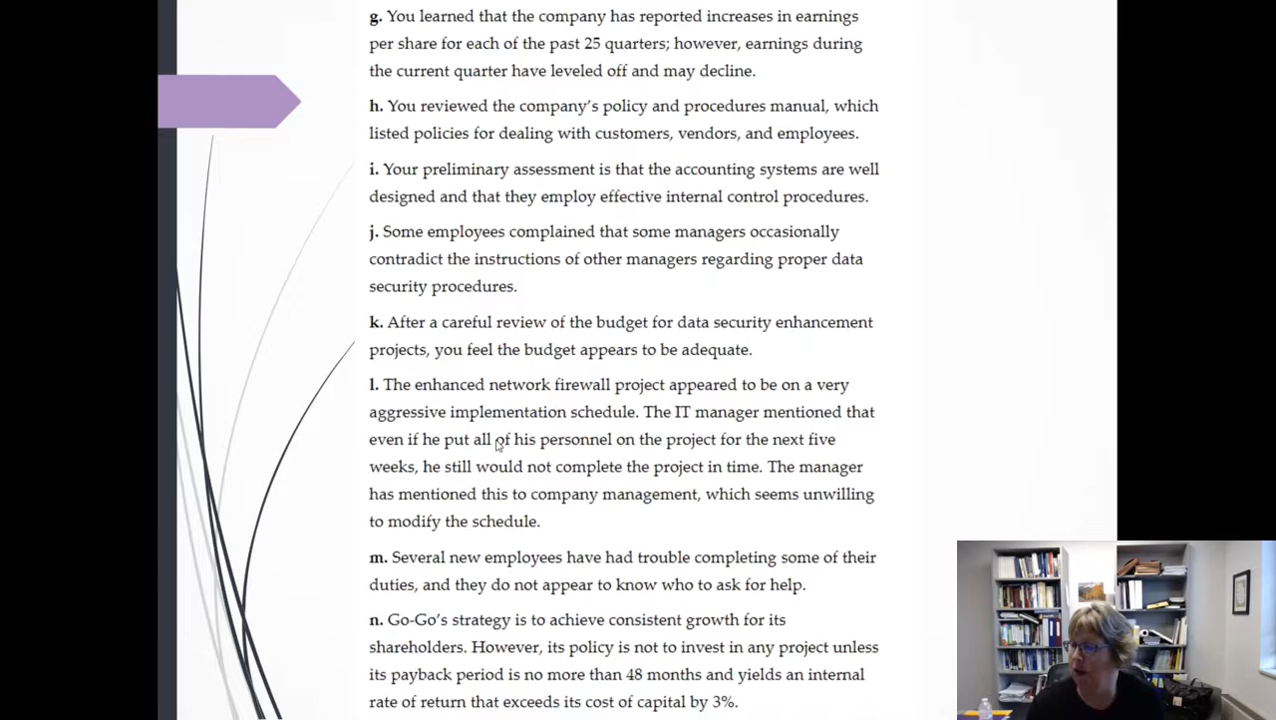 g. You learned that the company has reported increases in earnings
per share for each of the past 25 quarters; however, earnings during
the current quarter have leveled off and may decline.
h. You reviewed the company's policy and procedures manual, which
listed policies for dealing with customers, vendors, and employees.
i. Your preliminary assessment is that the accounting systems are well
designed and that they employ effective internal control procedures.
j. Some employees complained that some managers occasionally
contradict the instructions of other managers regarding proper data
security procedures.
k. After a careful review of the budget for data security enhancement
projects, you feel the budget appears to be adequate.
l. The enhanced network firewall project appeared to be on a very
aggressive implementation schedule. The IT manager mentioned that
even if he put all of his personnel on the project for the next five
weeks, he still would not complete the project in time. The manager
has mentioned this to company management, which seems unwilling
to modify the schedule.
m. Several new employees have had trouble completing some of their
duties, and they do not appear to know who to ask for help.
n. Go-Go's strategy is to achieve consistent growth for its
shareholders. However, its policy is not to invest in any project unless
its payback period is no more than 48 months and yields an internal
rate of return that exceeds its cost of capital by 3%.